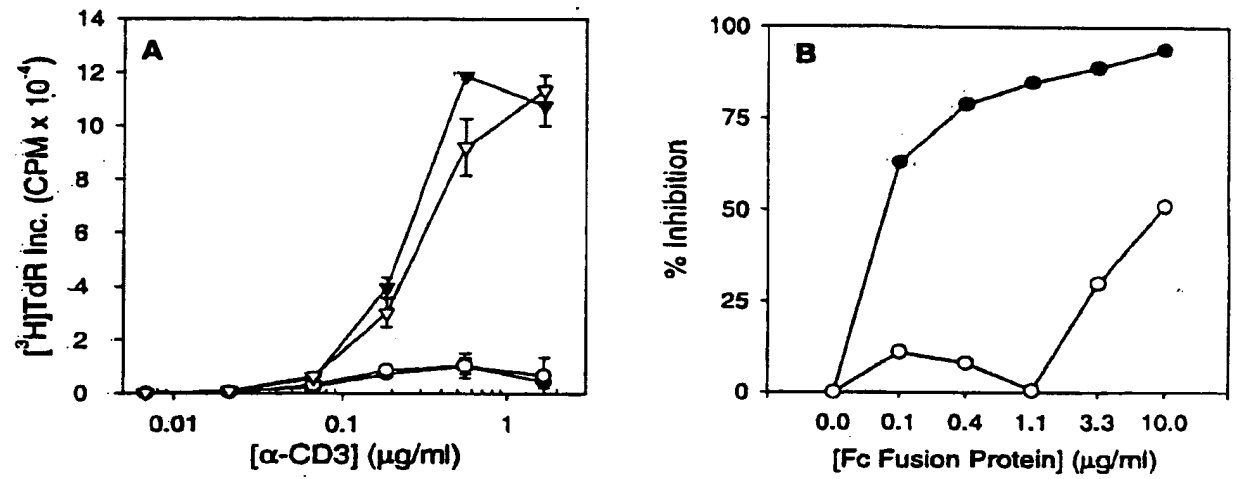 A
[³H]TdR Inc. (CPM x 10⁻⁴)
14
12
10
8
6
4
2
0
0.01 0.1 1
[α-CD3] (μg/ml)
B
% Inhibition
100
75
50
25
0
0.0 0.1 0.4 1.1 3.3 10.0
[Fc Fusion Protein] (μg/ml)